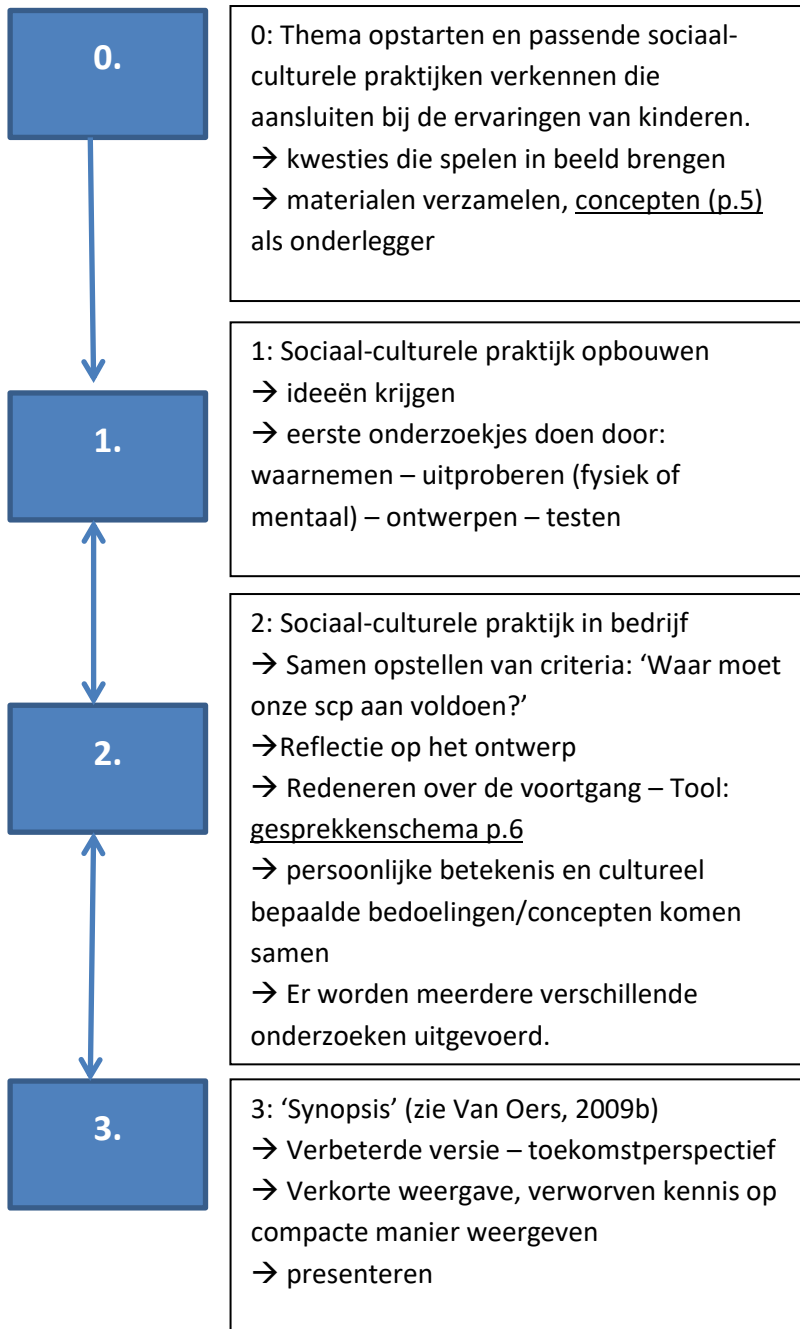 0.
0: Thema opstarten en passende sociaal-
culturele praktijken verkennen die
aansluiten bij de ervaringen van kinderen.
→ kwesties die spelen in beeld brengen
→ materialen verzamelen, concepten (p.5)
als onderlegger
1.
1: Sociaal-culturele praktijk opbouwen
→ ideeën krijgen
→ eerste onderzoekjes doen door:
waarnemen – uitproberen (fysiek of
mentaal) – ontwerpen – testen
2.
2: Sociaal-culturele praktijk in bedrijf
→ Samen opstellen van criteria: ‘Waar moet
onze scp aan voldoen?’
→Reflectie op het ontwerp
→ Redeneren over de voortgang – Tool:
gesprekkenschema p.6
→ persoonlijke betekenis en cultureel
bepaalde bedoelingen/concepten komen
samen
→ Er worden meerdere verschillende
onderzoeken uitgevoerd.
3.
3: ‘Synopsis’ (zie Van Oers, 2009b)
→ Verbeterde versie – toekomstperspectief
→ Verkorte weergave, verworven kennis op
compacte manier weergeven
→ presenteren